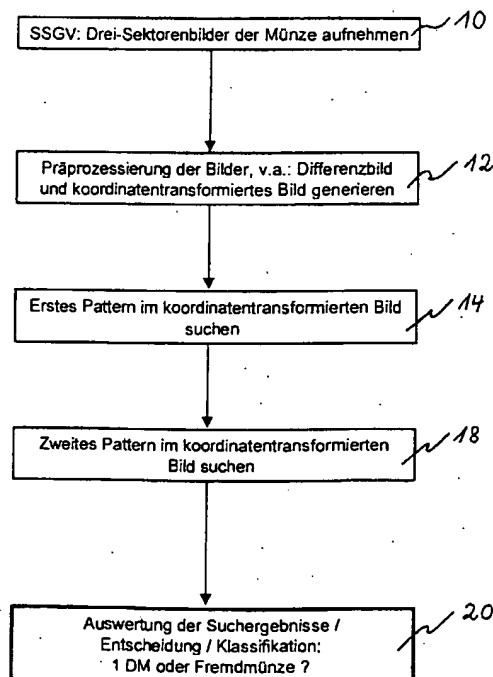 SSGV: Drei-Sektorenbilder der Münze aufnehmen
10
Präprozessierung der Bilder, v.a.: Differenzbild
und koordinatentransformiertes Bild generieren
12
Erstes Pattern im koordinatentransformierten Bild
suchen
14
Zweites Pattern im koordinatentransformierten
Bild suchen
18
Auswertung der Suchergebnisse /
Entscheidung / Klassifikation:
1 DM oder Fremdmünze ?
20